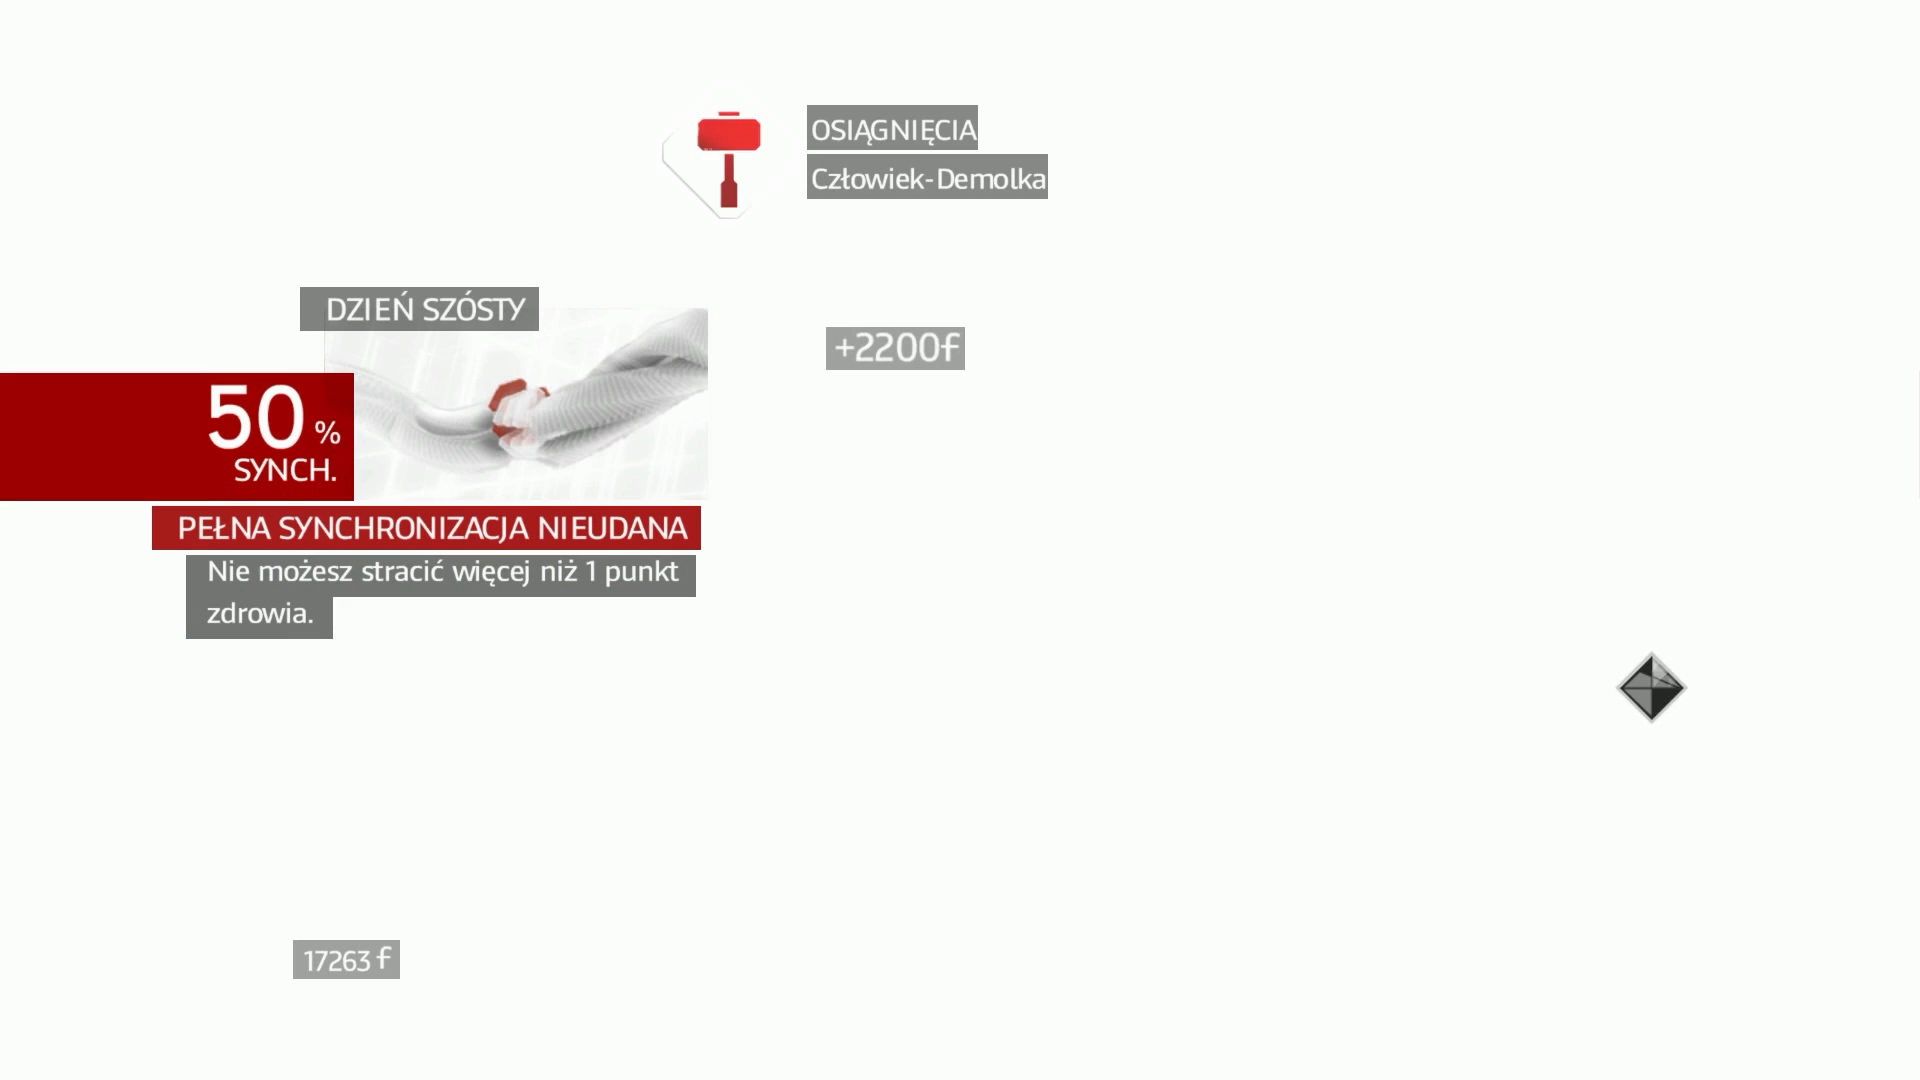 OSIĄGNIĘCIA
Człowiek-Demolka
DZIEŃ SZÓSTY
+2200f
50 %
SYNCH.
PEŁNA SYNCHRONIZACJA NIEUDANA
Nie możesz stracić więcej niż 1 punkt
zdrowia.
17263 f